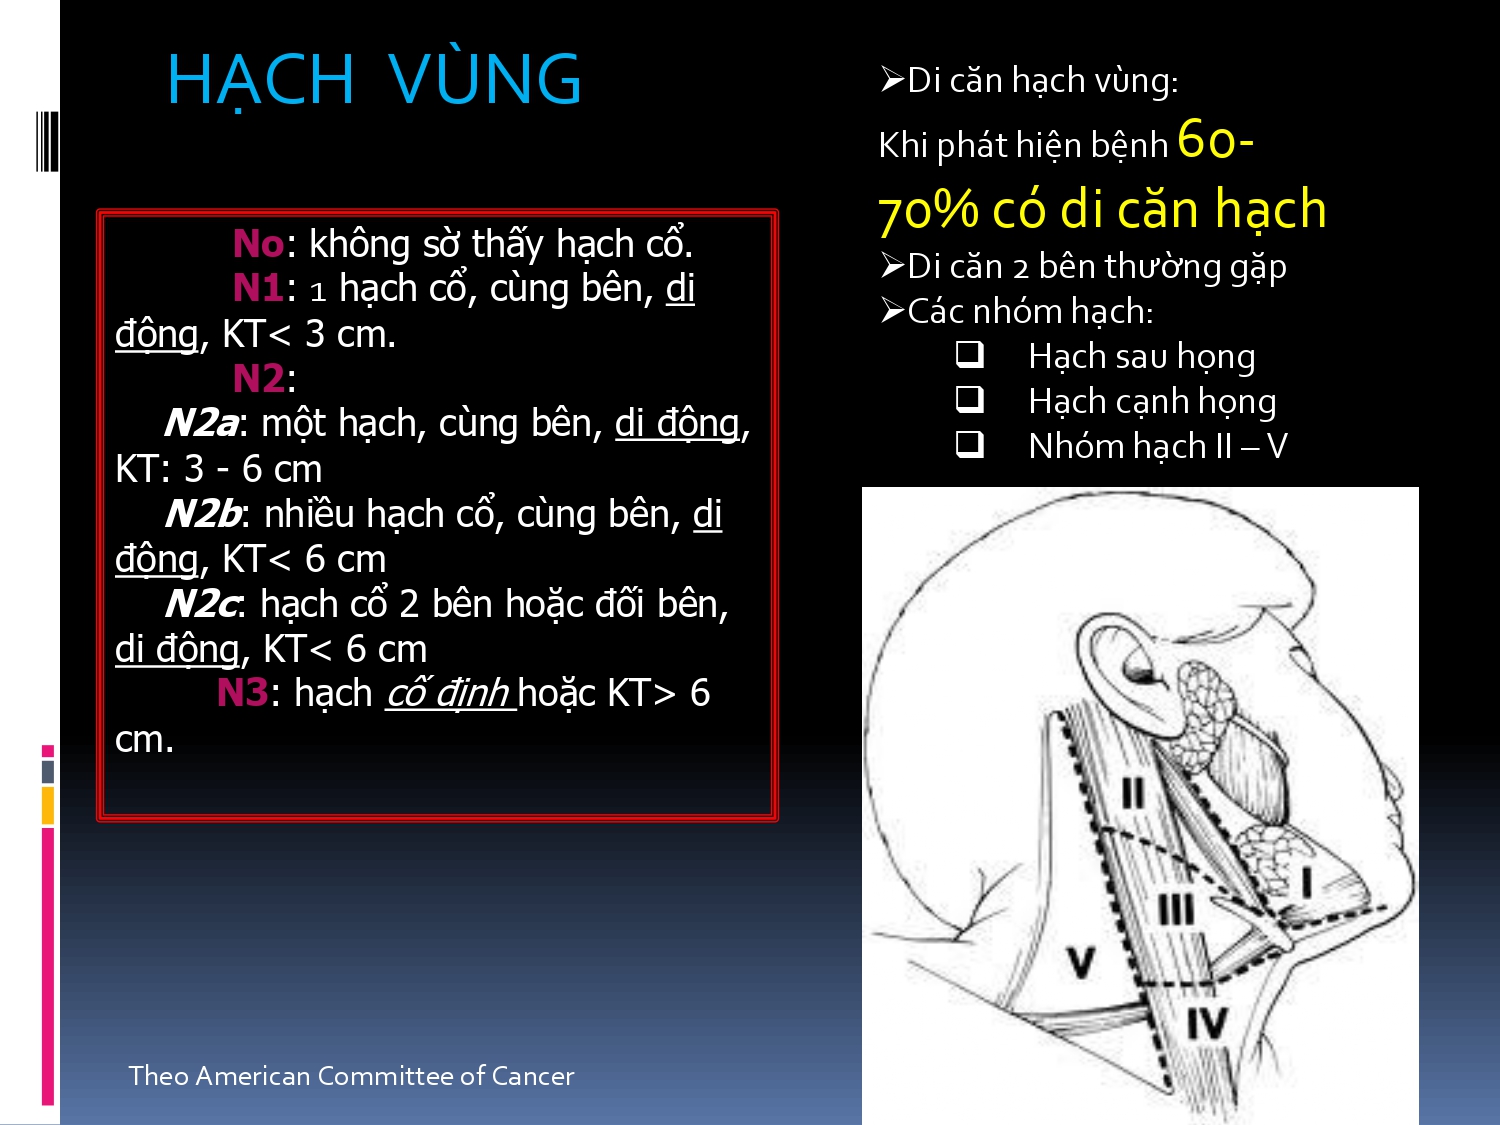 HẠCH VÙNG
No: không sờ thấy hạch cổ.
N1: 1 hạch cổ, cùng bên, di
động, KT< 3 cm.
N2:
N2a: một hạch, cùng bên, di động,
KT: 3 - 6 cm
N2b: nhiều hạch cổ, cùng bên, di
động, KT< 6 cm
N2c: hạch cổ 2 bên hoặc đối bên,
di động, KT< 6 cm
N3: hạch cố định hoặc KT> 6
cm.
Theo American Committee of Cancer
➢Di căn hạch vùng:
Khi phát hiện bệnh 60-
70% có di căn hạch
➢Di căn 2 bên thường gặp
➢Các nhóm hạch:
❑ Hạch sau họng
❑ Hạch cạnh họng
❑ Nhóm hạch II – V
II
I
III
V
IV